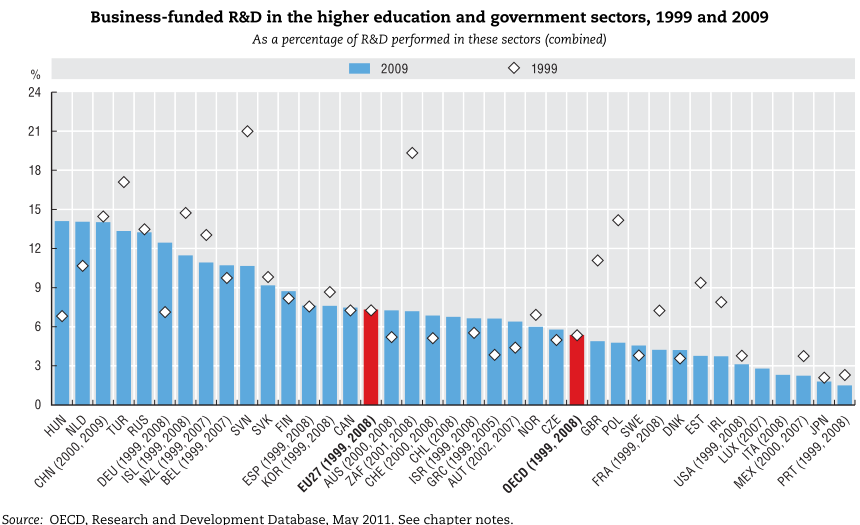 Business-funded R&D in the higher education and government sectors, 1999 and 2009
As a percentage of R&D performed in these sectors (combined)
2009
1999
%
24
21
18
15
12
9
6
3
0
HUN
NLD
CHN (2000, 2009)
TUR
RUS
DEU (1999, 2008)
ISL (1999, 2008)
NZL (1999, 2007)
BEL (1999, 2007)
SVN
SVK
FIN
ESP (1999, 2008)
KOR (1999, 2008)
CAN
EU27 (1999, 2008)
AUS (2000, 2008)
ZAF (2001, 2008)
CHE (2000, 2008)
CHL (2008)
ISR (1999, 2008)
GRC (1999, 2005)
AUT (2002, 2007)
NOR
CZE
OECD (1999, 2008)
GBR
POL
SWE
FRA (1999, 2008)
DNK
EST
IRL
USA (1999, 2008)
LUX (2007)
ITA (2008)
MEX (2000, 2007)
JPN
PRT (1999, 2008)
Source: OECD, Research and Development Database, May 2011. See chapter notes.